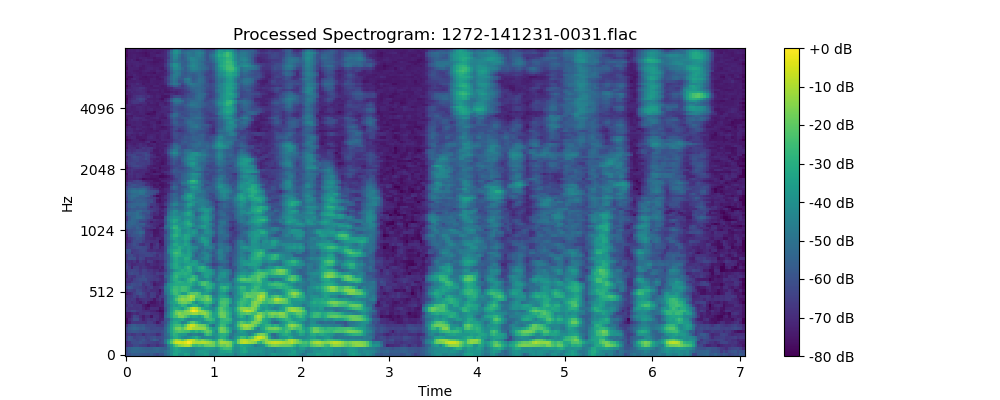 Processed Spectrogram: 1272-141231-0031.flac
Hz
4096
2048
1024
512
0
0 1 2 3 4 5 6 7
Time
+0 dB
-10 dB
-20 dB
-30 dB
-40 dB
-50 dB
-60 dB
-70 dB
-80 dB